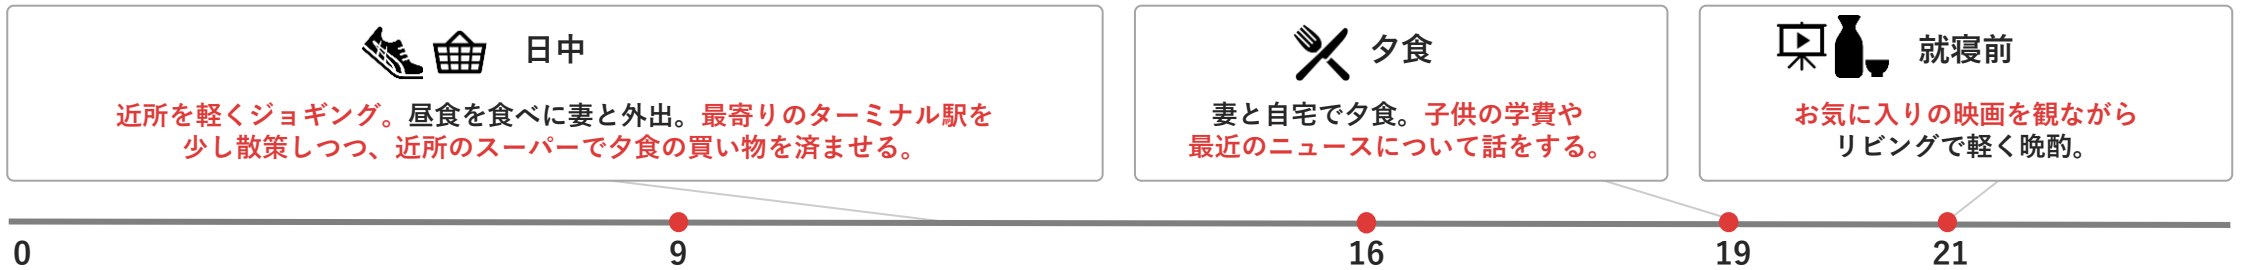 日中
近所を軽くジョギング。昼食を食べに妻と外出。最寄りのターミナル駅を
少し散策しつつ、近所のスーパーで夕食の買い物を済ませる。
夕食
妻と自宅で夕食。子供の学費や
最近のニュースについて話をする。
就寝前
お気に入りの映画を観ながら
リビングで軽く晩酌。
0
9
16
19
21